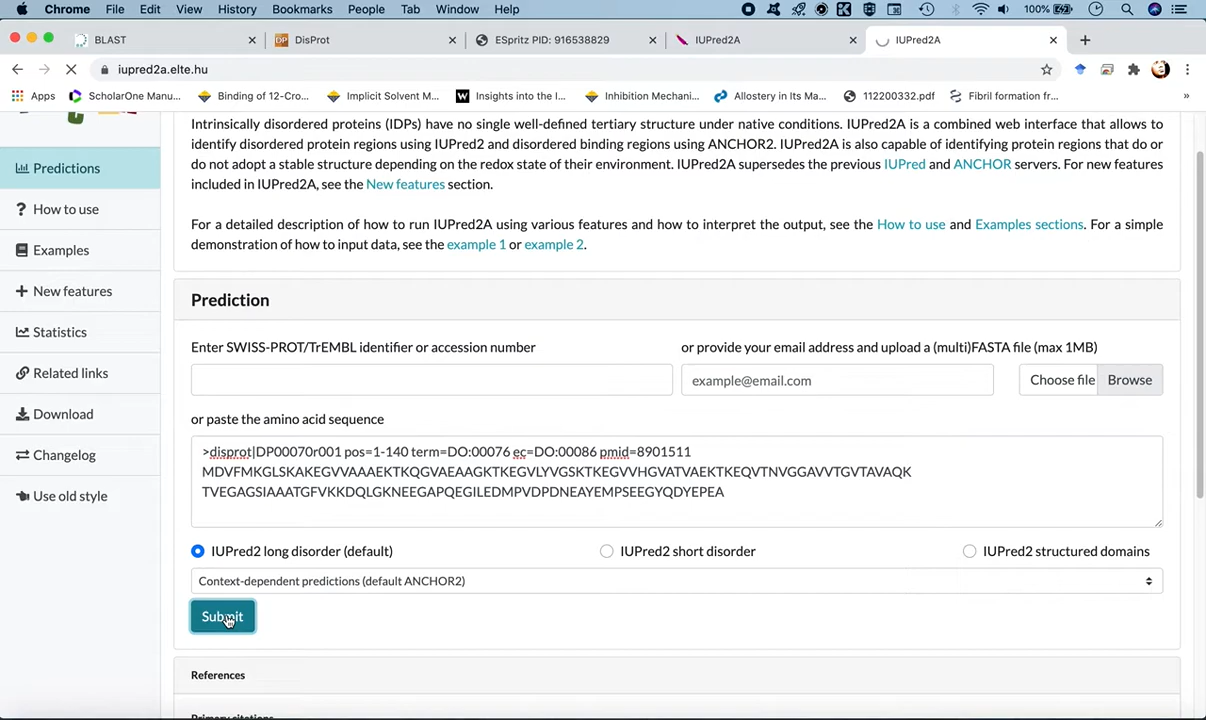 Chrome File Edit View History Bookmarks People Tab Window Help 100%
BLAST DisProt ESpritz PID: 916538829 IUPred2A IUPred2A
iupred2a.elte.hu
Apps ScholarOne Manu... Binding of 12-Cro... Implicit Solvent M... Insights into the I... Inhibition Mechani... Allostery in Its Ma... 112200332.pdf Fibril formation fr... »
Intrinsically disordered proteins (IDPs) have no single well-defined tertiary structure under native conditions. IUPred2A is a combined web interface that allows to
identify disordered protein regions using IUPred2 and disordered binding regions using ANCHOR2. IUPred2A is also capable of identifying protein regions that do or
do not adopt a stable structure depending on the redox state of their environment. IUPred2A supersedes the previous IUPred and ANCHOR servers. For new features
included in IUPred2A, see the New features section.
For a detailed description of how to run IUPred2A using various features and how to interpret the output, see the How to use and Examples sections. For a simple
demonstration of how to input data, see the example 1 or example 2.
Predictions
How to use
Examples
New features
Statistics
Related links
Download
Changelog
Use old style
Prediction
Enter SWISS-PROT/TrEMBL identifier or accession number
or provide your email address and upload a (multi)FASTA file (max 1MB)
example@email.com
Choose file Browse
or paste the amino acid sequence
>disprot|DP00070r001 pos=1-140 term=DO:00076 ec=DO:00086 pmid=8901511
MDVFMKGLSKAKEGVVAAAEKTKQGVAEAAGKTKEGVLYVGSKTKEGVVHGVATVAEKTKEQVTNVGGAVVTGVTAVAQK
TVEGAGSIAAATGFVKKDQLGKNEEGAPQEGILEDMPVDPDNEAYEMPSEEGYQDYEPEA
IUPred2 long disorder (default) IUPred2 short disorder IUPred2 structured domains
Context-dependent predictions (default ANCHOR2)
Submit
References
Primary citations